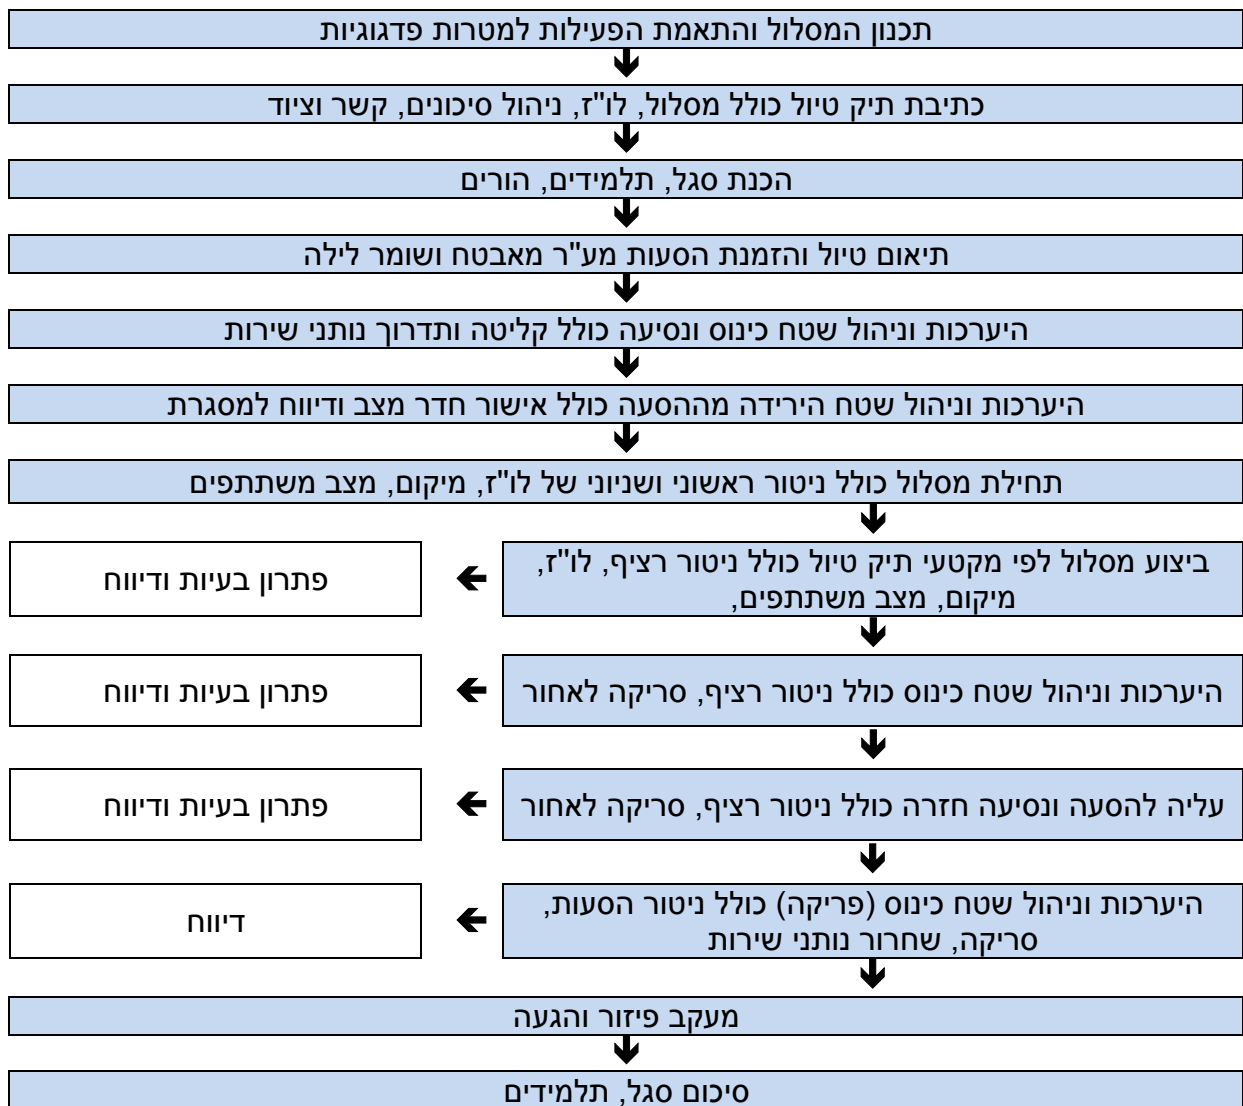 תכנון המסלול והתאמת הפעילות למטרות פדגוגיות
כתיבת תיק טיול כולל מסלול, לו"ז, ניהול סיכונים, קשר וציוד
הכנת סגל, תלמידים, הורים
תיאום טיול והזמנת הסעות מע"ר מאבטח ושומר לילה
היערכות וניהול שטח כינוס ונסיעה כולל קליטה ותדרוך נותני שירות
היערכות וניהול שטח הירידה מההסעה כולל אישור חדר מצב ודיווח למסגרת
תחילת מסלול כולל ניטור ראשוני ושניוני של לו"ז, מיקום, מצב משתתפים
ביצוע מסלול לפי מקטעי תיק טיול כולל ניטור רציף, לו"ז,
מיקום, מצב משתתפים,
פתרון בעיות ודיווח
היערכות וניהול שטח כינוס כולל ניטור רציף, סריקה לאחור
פתרון בעיות ודיווח
עליה להסעה ונסיעה חזרה כולל ניטור רציף, סריקה לאחור
פתרון בעיות ודיווח
היערכות וניהול שטח כינוס (פריקה) כולל ניטור הסעות,
סריקה, שחרור נותני שירות
דיווח
מעקב פיזור והגעה
סיכום סגל, תלמידים